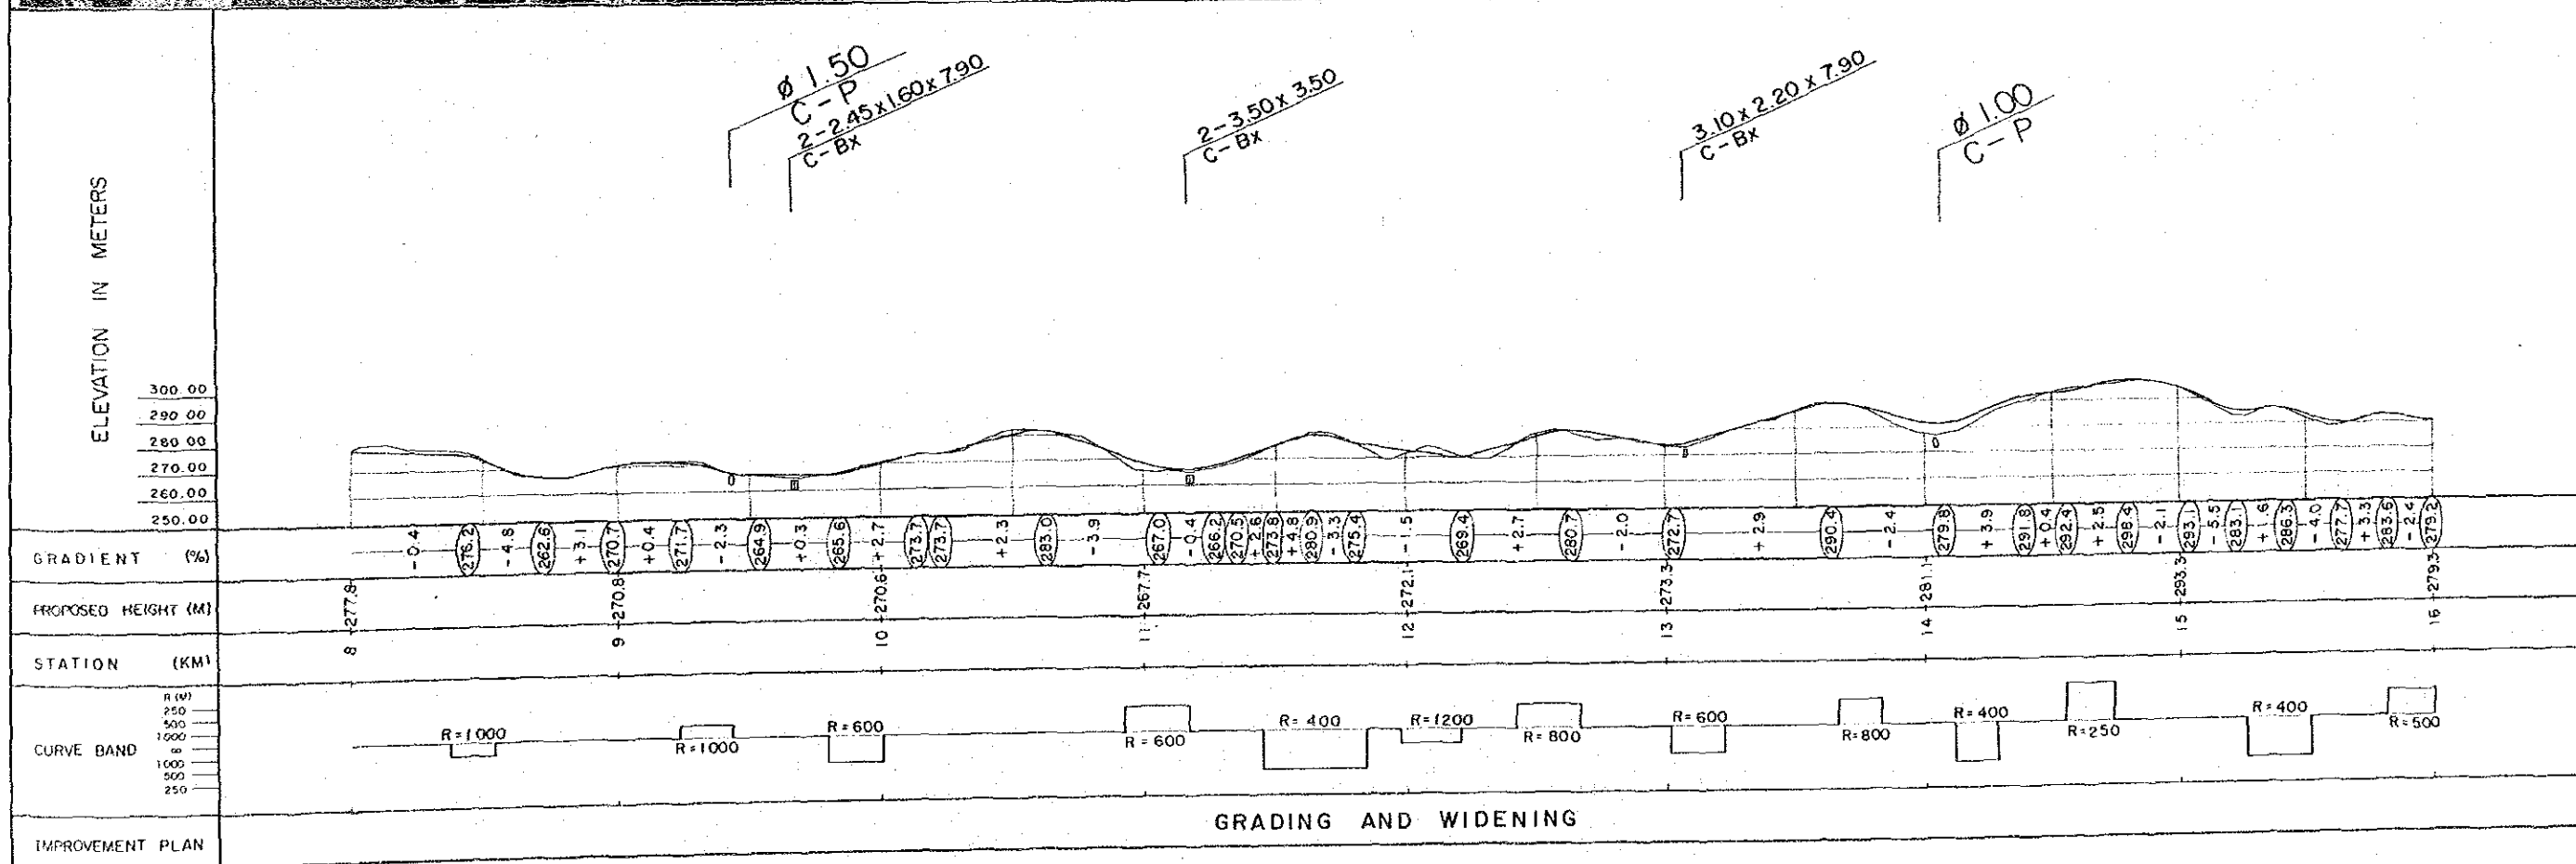 Ø 1.50
C-P
2-2.45x1.60x7.90
C-Bx
2-3.50x3.50
C-Bx
3.10x2.20x7.90
C-Bx
Ø 1.00
C-P
ELEVATION IN METERS
300.00
290.00
280.00
270.00
260.00
250.00
GRADIENT (%)
-0.4 276.2 -4.8 262.6 +3.1 270.7 +0.4 271.7 -2.3 264.9 +0.3 265.6 +2.7 273.7 273.7 +2.3 283.0 -3.9 267.0 -0.4 266.2 270.5 +2.6 273.8 +4.8 280.9 -3.3 275.4 -1.5 269.4 +2.7 280.7 -2.0 272.7 +2.9 290.4 -2.4 279.8 +3.9 291.8 +0.4 292.4 +2.5 298.4 -2.1 293.1 -5.5 283.1 +1.6 286.3 -4.0 277.7 +3.3 283.6 -2.4 279.2
PROPOSED HEIGHT (M)
277.8 270.8 270.6 267.7 272.1 273.3 281.1 293.3 279.3
STATION (KM)
8 9 10 11 12 13 14 15 16
CURVE BAND
R (M)
250
500
1000
∞
1000
500
250
R=1000 R=1000 R=600 R=600 R=400 R=1200 R=800 R=600 R=800 R=400 R=250 R=400 R=500
IMPROVEMENT PLAN
GRADING AND WIDENING